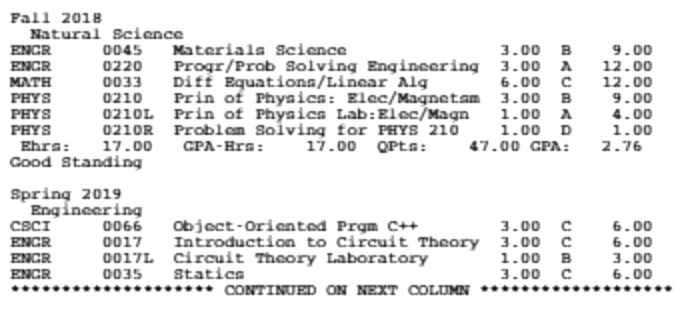 Fall 2018
Natural Science
ENGR 0045 Materials Science 3.00 B 9.00
ENGR 0220 Progr/Prob Solving Engineering 3.00 A 12.00
MATH 0033 Diff Equations/Linear Alg 6.00 C 12.00
PHYS 0210 Prin of Physics: Elec/Magnetsm 3.00 B 9.00
PHYS 0210L Prin of Physics Lab:Elec/Magn 1.00 A 4.00
PHYS 0210R Problem Solving for PHYS 210 1.00 D 1.00
Ehrs: 17.00 GPA-Hrs: 17.00 QPts: 47.00 GPA: 2.76
Good Standing
Spring 2019
Engineering
CSCI 0066 Object-Oriented Prgm C++ 3.00 C 6.00
ENGR 0017 Introduction to Circuit Theory 3.00 C 6.00
ENGR 0017L Circuit Theory Laboratory 1.00 B 3.00
ENGR 0035 Statics 3.00 C 6.00
******************** CONTINUED ON NEXT COLUMN *******************